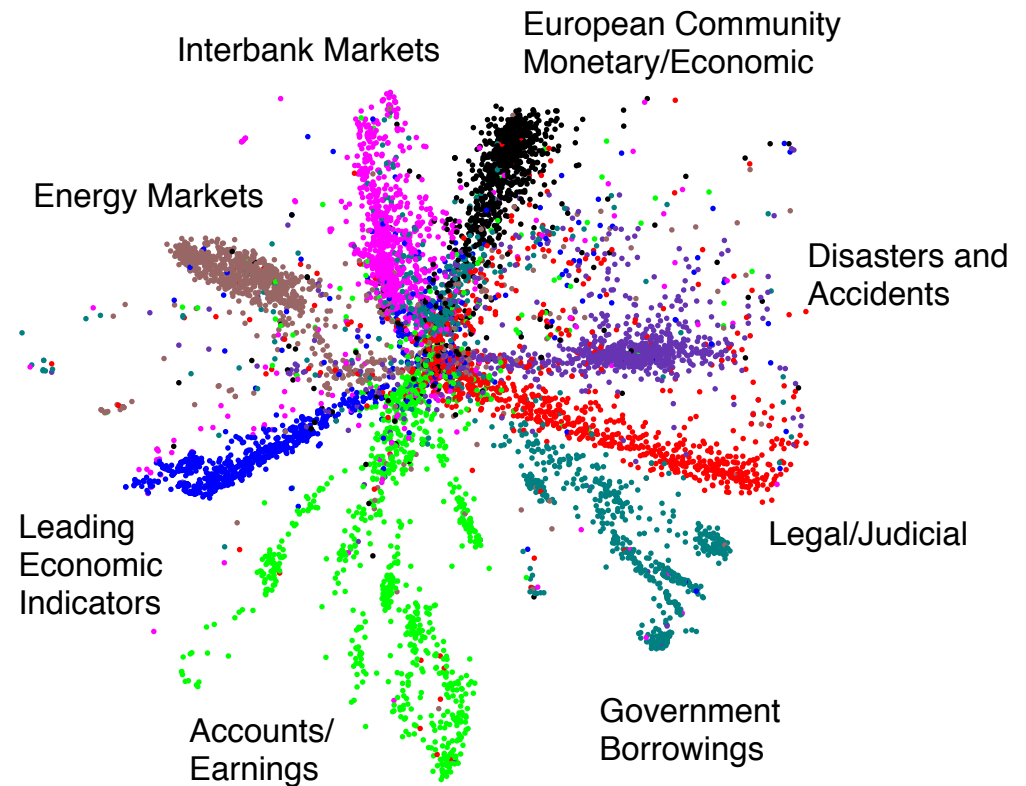 Interbank Markets
European Community
Monetary/Economic
Energy Markets
Disasters and
Accidents
Leading
Economic
Indicators
Legal/Judicial
Accounts/
Earnings
Government
Borrowings